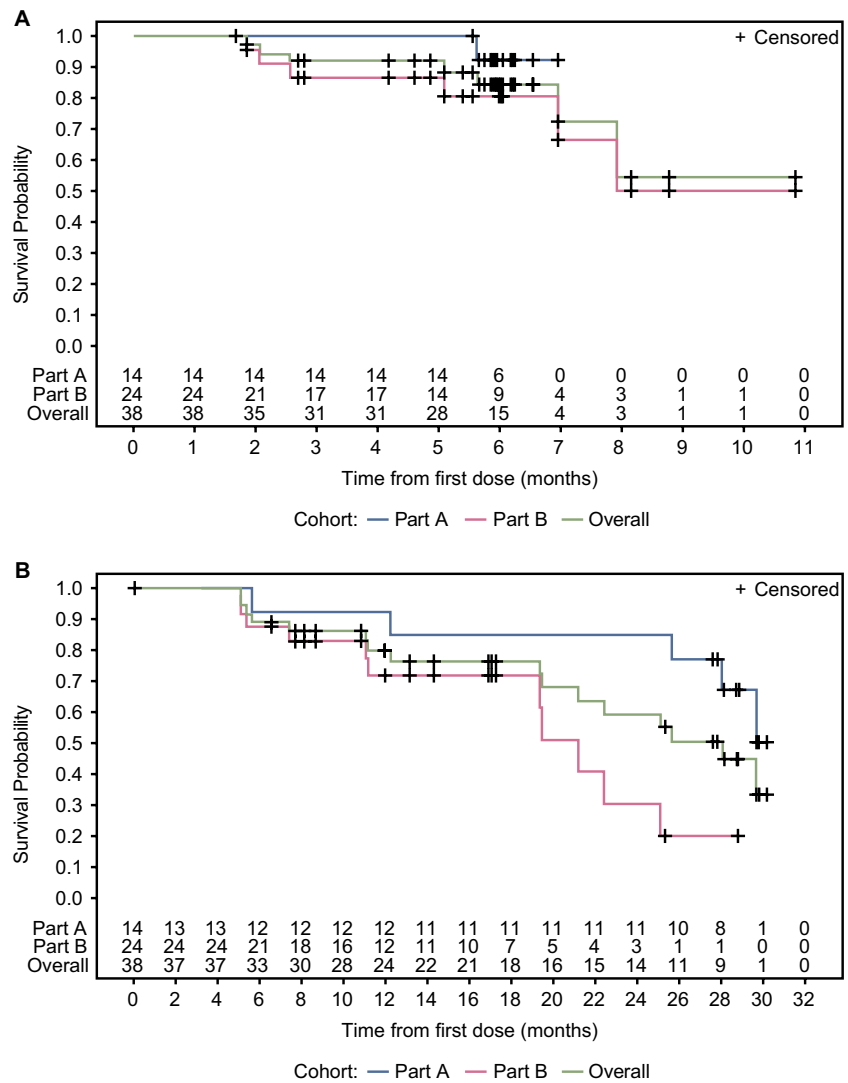 A
+ Censored
1.0
0.9
0.8
0.7
0.6
0.5
0.4
0.3
0.2
0.1
0.0
Survival Probability
Part A 14 14 14 14 14 14 6 0 0 0 0 0
Part B 24 24 21 17 17 14 9 4 3 1 1 0
Overall 38 38 35 31 31 28 15 4 3 1 1 0
0 1 2 3 4 5 6 7 8 9 10 11
Time from first dose (months)
Cohort: Part A Part B Overall
B
+ Censored
1.0
0.9
0.8
0.7
0.6
0.5
0.4
0.3
0.2
0.1
0.0
Survival Probability
Part A 14 13 13 12 12 12 12 11 11 11 11 11 11 10 8 1 0
Part B 24 24 24 21 18 16 12 11 10 7 5 4 3 1 1 0 0
Overall 38 37 37 33 30 28 24 22 21 18 16 15 14 11 9 1 0
0 2 4 6 8 10 12 14 16 18 20 22 24 26 28 30 32
Time from first dose (months)
Cohort: Part A Part B Overall